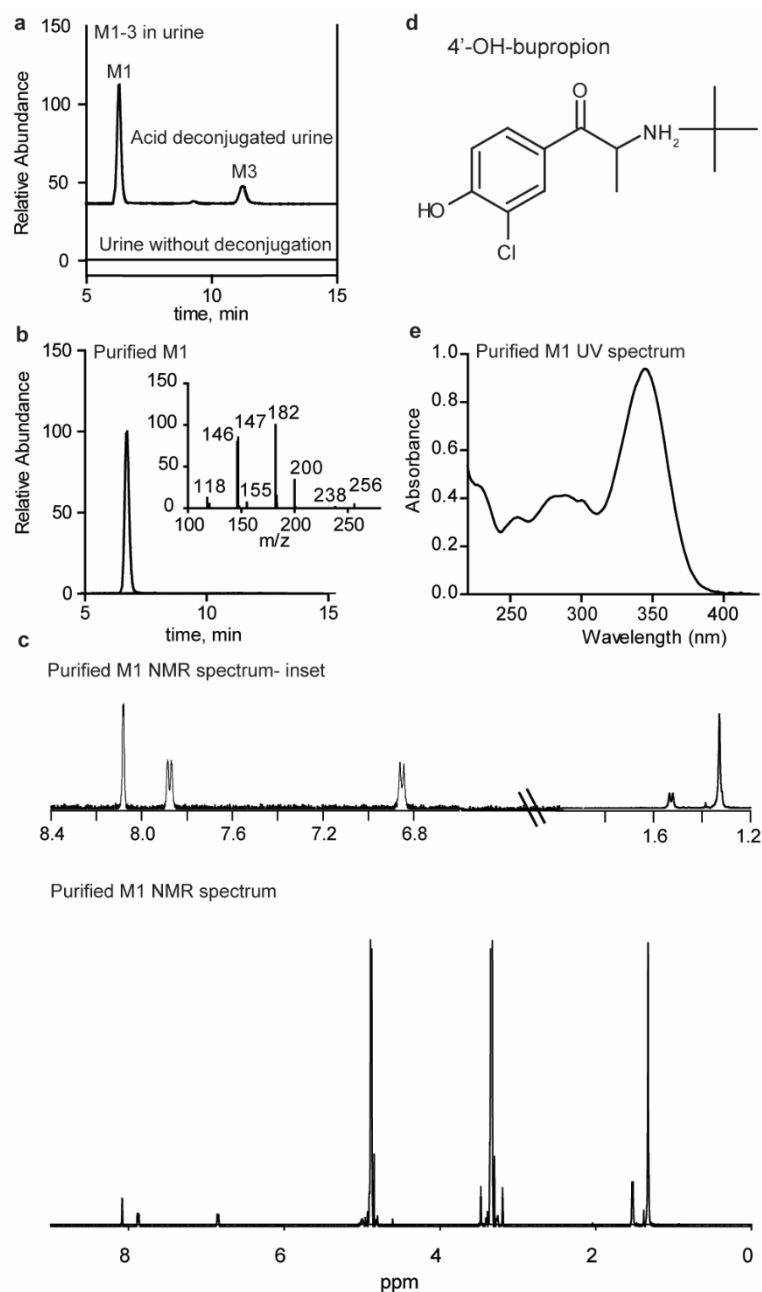 a
M1-3 in urine
Relative Abundance
150
100
50
0
M1
Acid deconjugated urine
M3
Urine without deconjugation
5 10 15
time, min
b
Purified M1
Relative Abundance
150
100
50
0
150
100
50
0
118
146
147
155
182
200
238
256
100 150 200 250
m/z
5 10 15
time, min
c
Purified M1 NMR spectrum- inset
8.4 8.0 7.6 7.2 6.8 1.6 1.2
Purified M1 NMR spectrum
8 6 4 2 0
ppm
d
4'-OH-bupropion
O
NH2
HO
Cl
e
Purified M1 UV spectrum
Absorbance
1.0
0.8
0.6
0.4
0.2
0.0
250 300 350 400
Wavelength (nm)